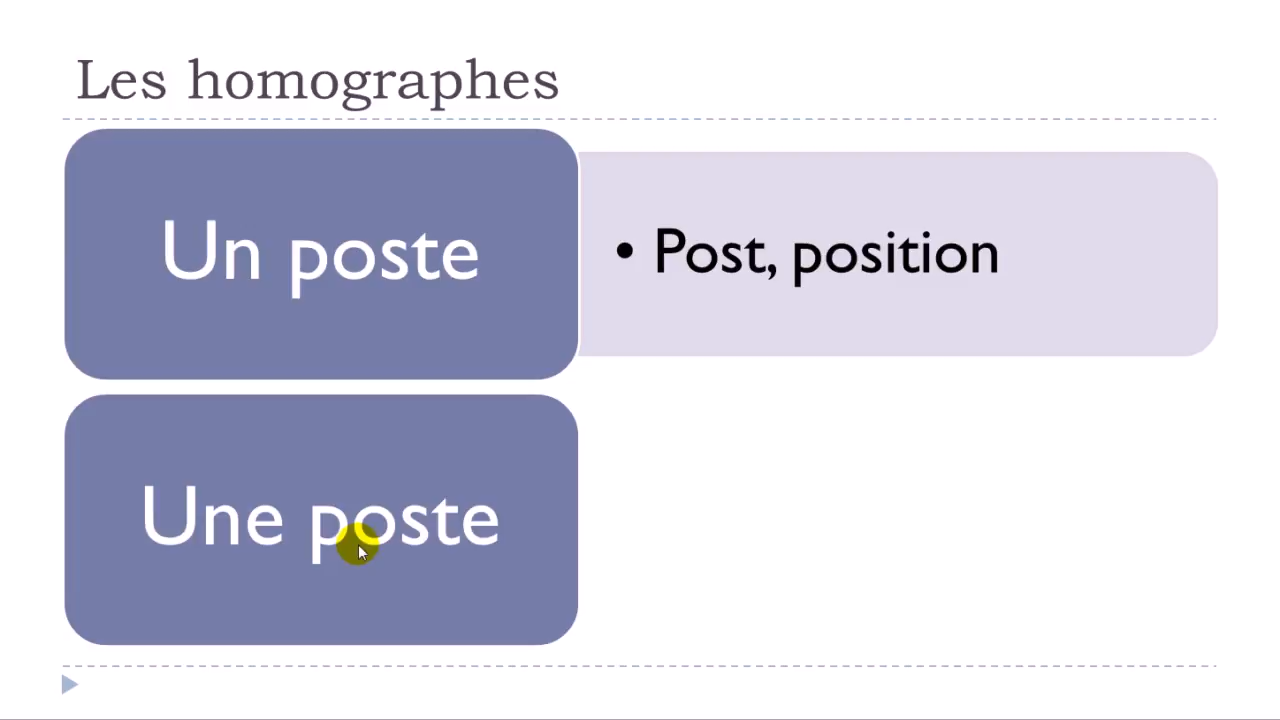 Les homographes
Un poste
• Post, position
Une poste